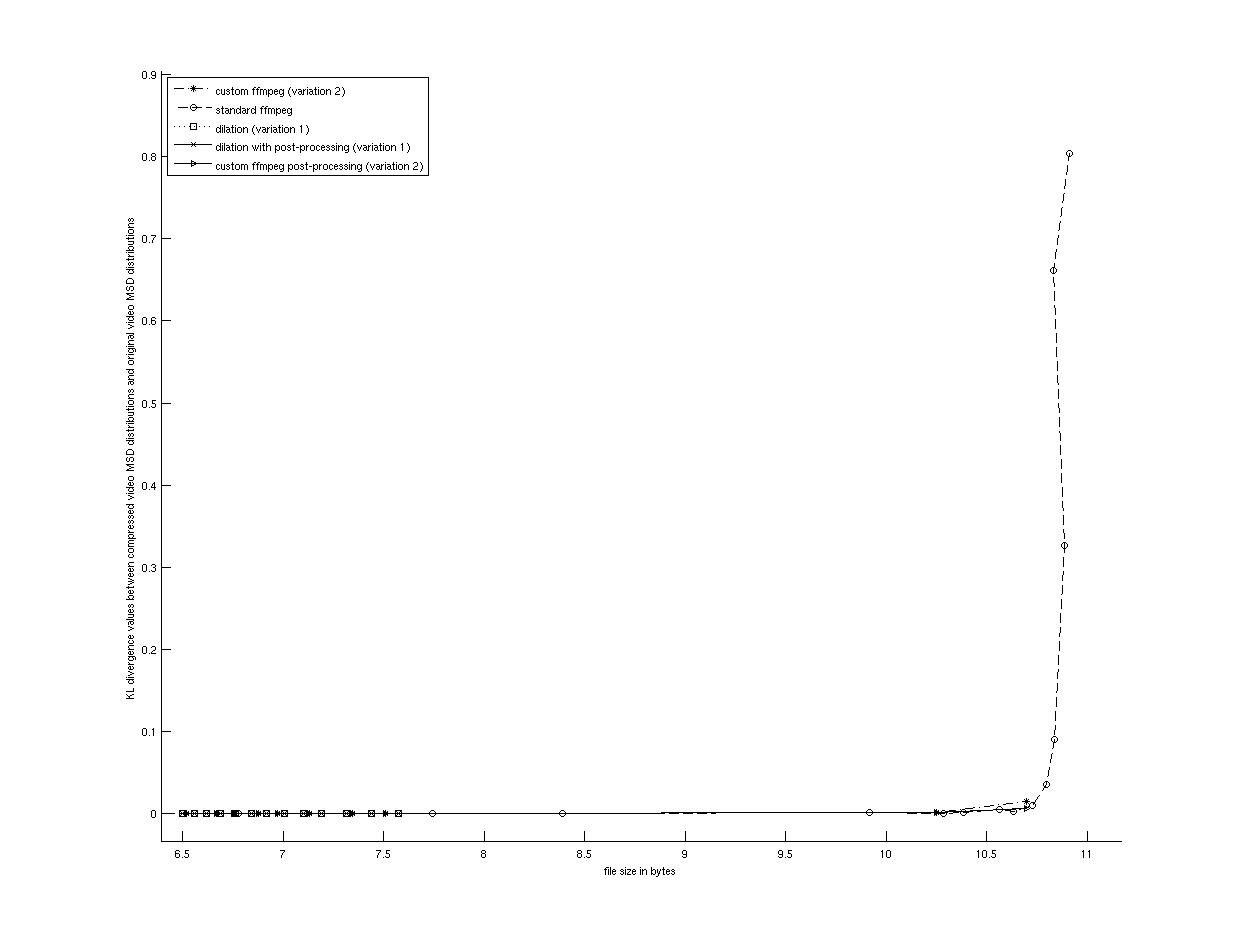 0.9
0.8
0.7
0.6
0.5
0.4
0.3
0.2
0.1
0
KL divergence values between compressed video MSD distributions and original video MSD distributions
custom ffmpeg (variation 2)
standard ffmpeg
dilation (variation 1)
dilation with post-processing (variation 1)
custom ffmpeg post-processing (variation 2)
6.5 7 7.5 8 8.5 9 9.5 10 10.5 11
file size in bytes